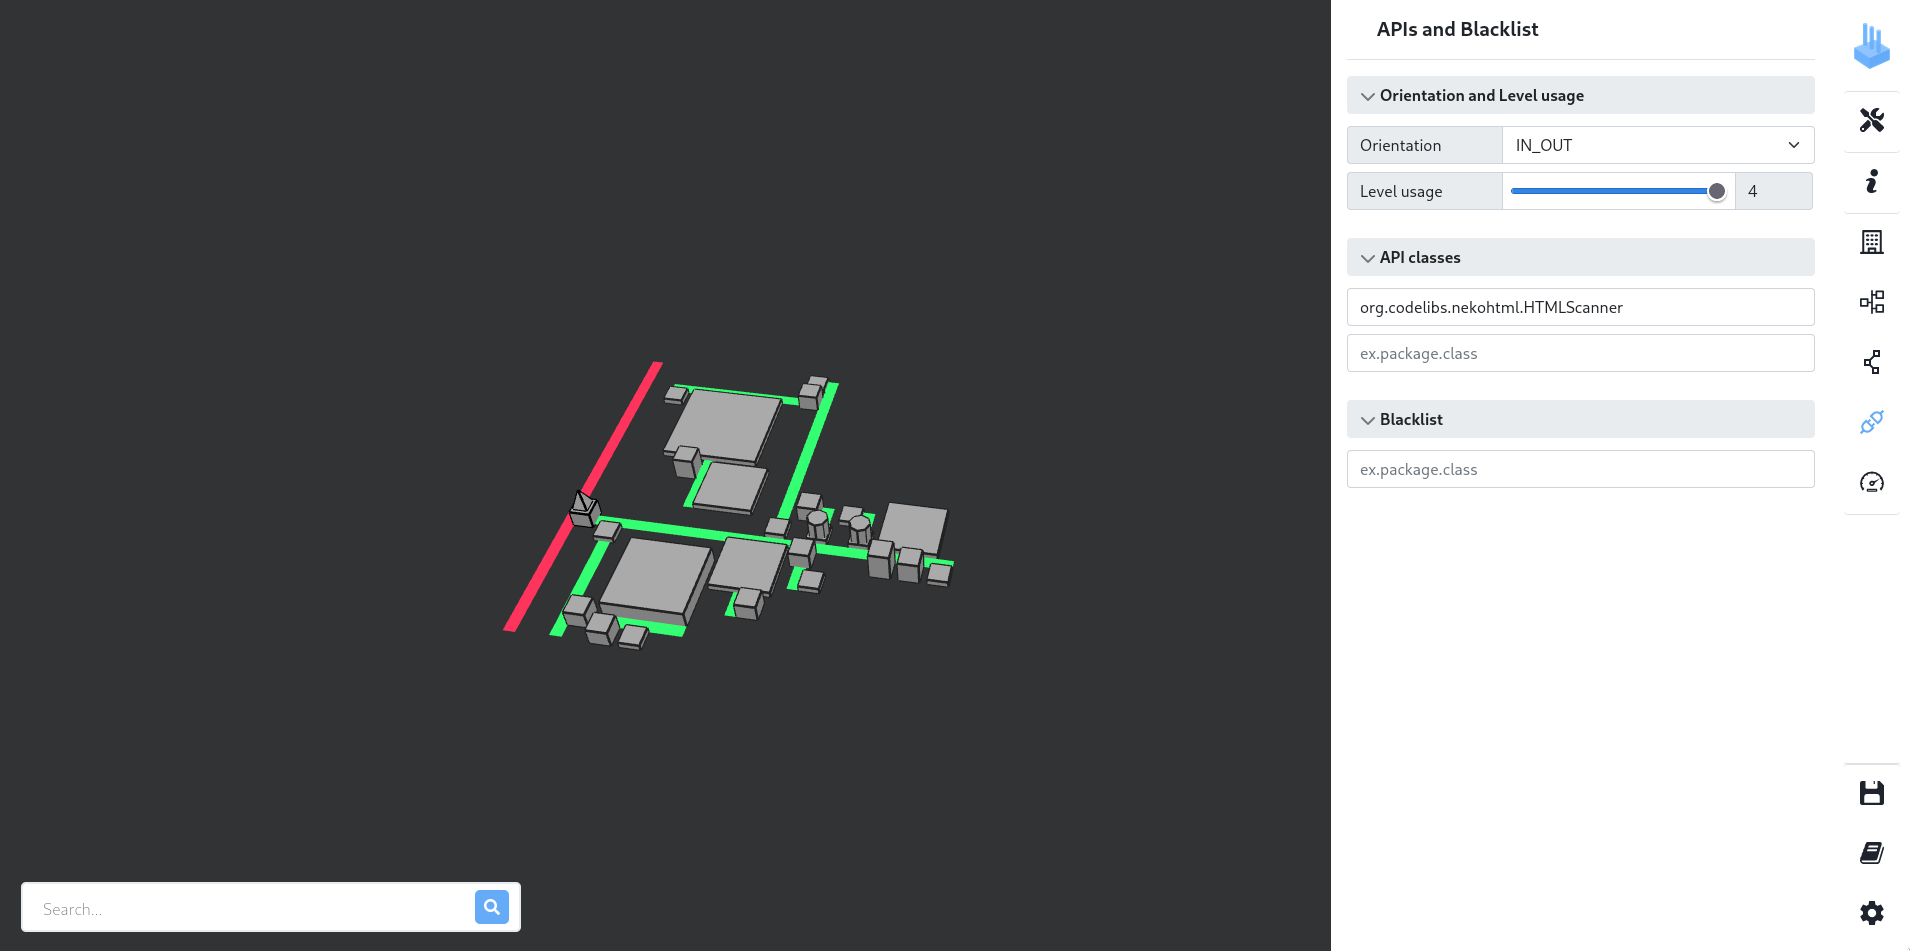 APIs and Blacklist
Orientation and Level usage
Orientation
IN_OUT
Level usage
4
API classes
org.codelibs.nekohtml.HTMLScanner
ex.package.class
Blacklist
ex.package.class
Search...